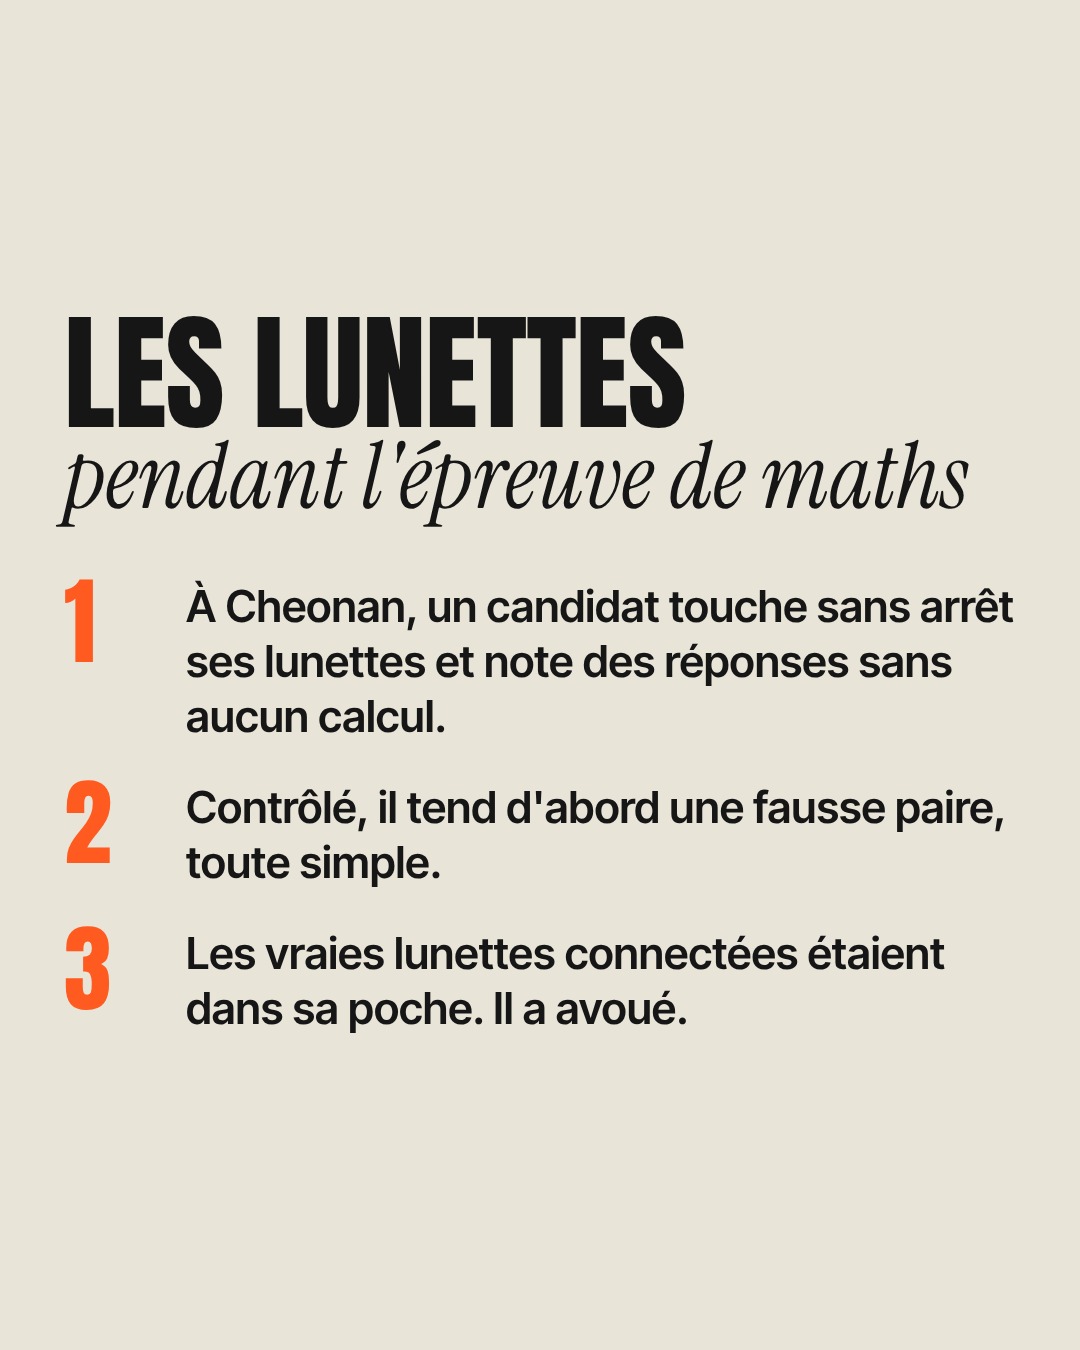 LES LUNETTES
pendant l'épreuve de maths
1
À Cheonan, un candidat touche sans arrêt
ses lunettes et note des réponses sans
aucun calcul.
2
Contrôlé, il tend d'abord une fausse paire,
toute simple.
3
Les vraies lunettes connectées étaient
dans sa poche. Il a avoué.